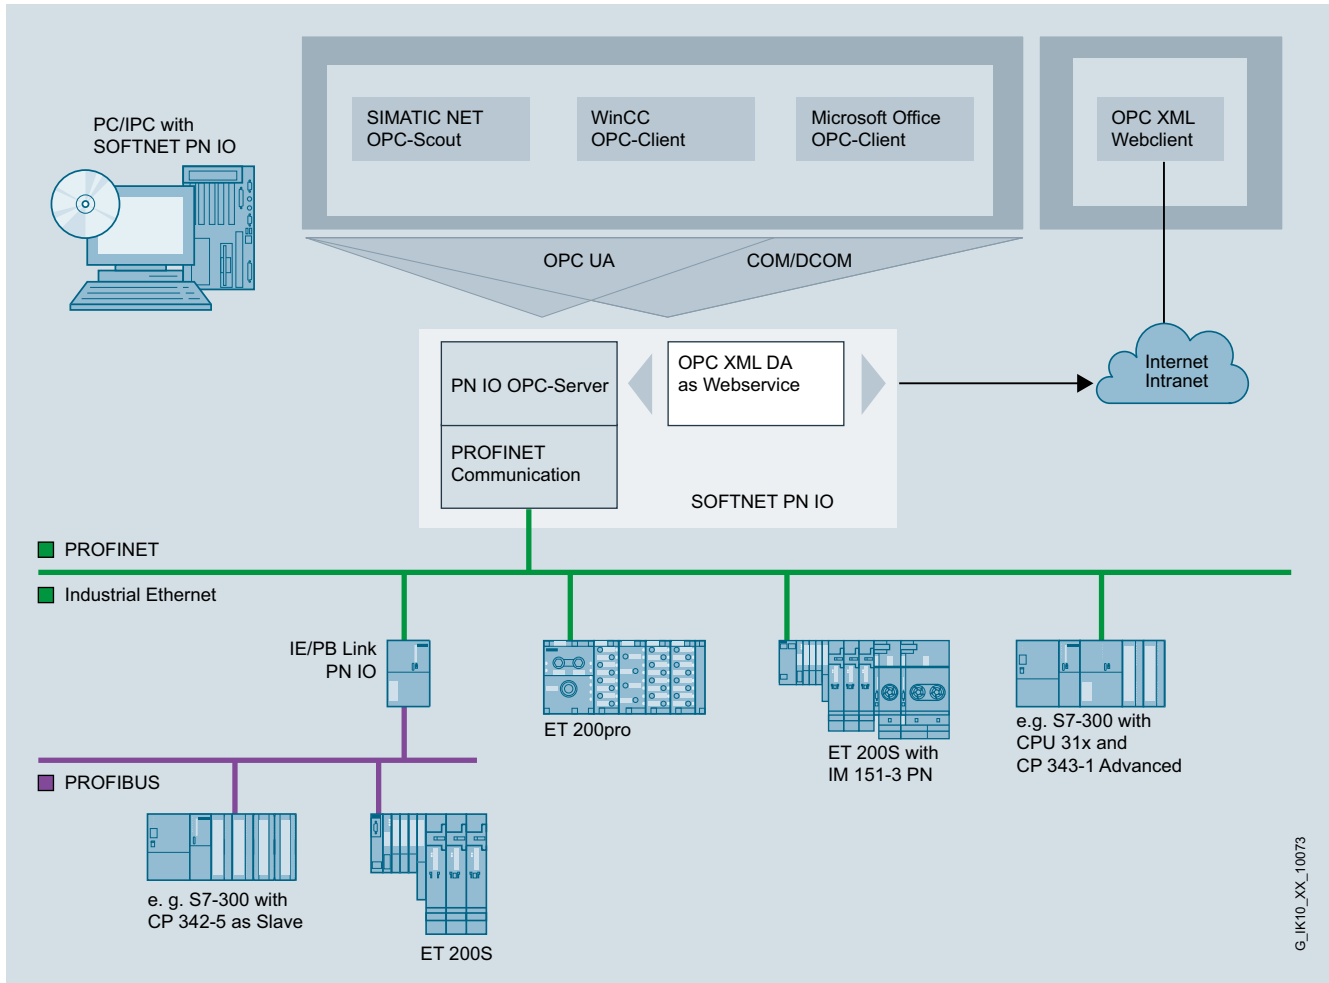 PC/IPC with
SOFTNET PN IO
SIMATIC NET
OPC-Scout
WinCC
OPC-Client
Microsoft Office
OPC-Client
OPC XML
Webclient
OPC UA
COM/DCOM
PN IO OPC-Server
OPC XML DA
as Webservice
Internet
Intranet
PROFINET
Communication
SOFTNET PN IO
PROFINET
Industrial Ethernet
IE/PB Link
PN IO
ET 200pro
ET 200S with
IM 151-3 PN
e.g. S7-300 with
CPU 31x and
CP 343-1 Advanced
PROFIBUS
e. g. S7-300 with
CP 342-5 as Slave
ET 200S
G_IK10_XX_10073